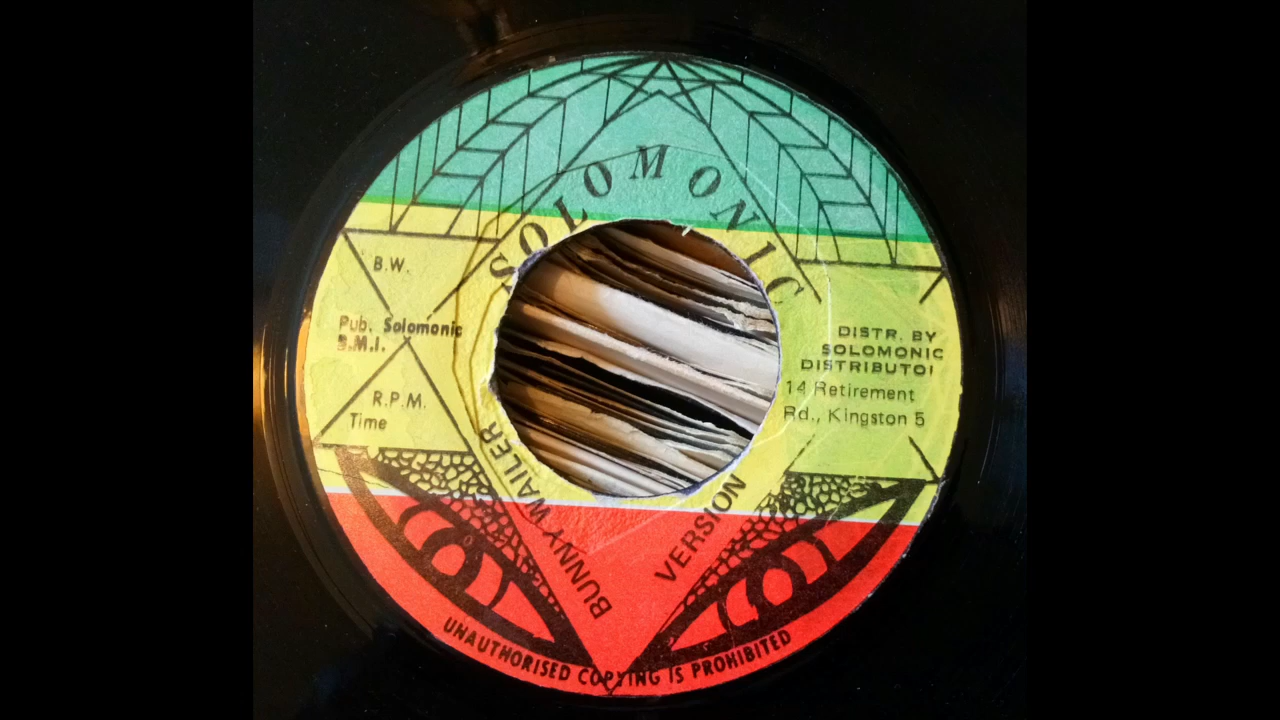 SOLOMONIC
B.W.
Pub. Solomonic
B.M.I.
R.P.M.
Time
DISTR. BY
SOLOMONIC
DISTRIBUTO!
14 Retirement
Rd., Kingston 5
BUNNY WAILER
VERSION
UNAUTHORISED COPYING IS PROHIBITED